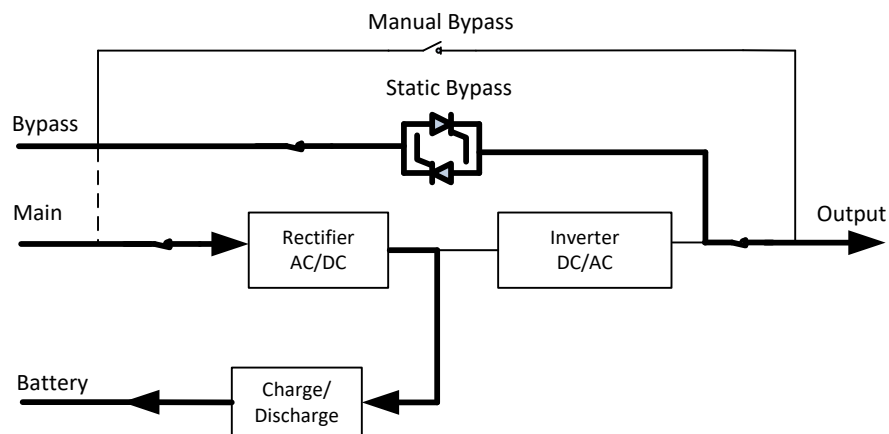 Manual Bypass
Static Bypass
Bypass
Main
Rectifier
AC/DC
Inverter
DC/AC
Output
Battery
Charge/
Discharge